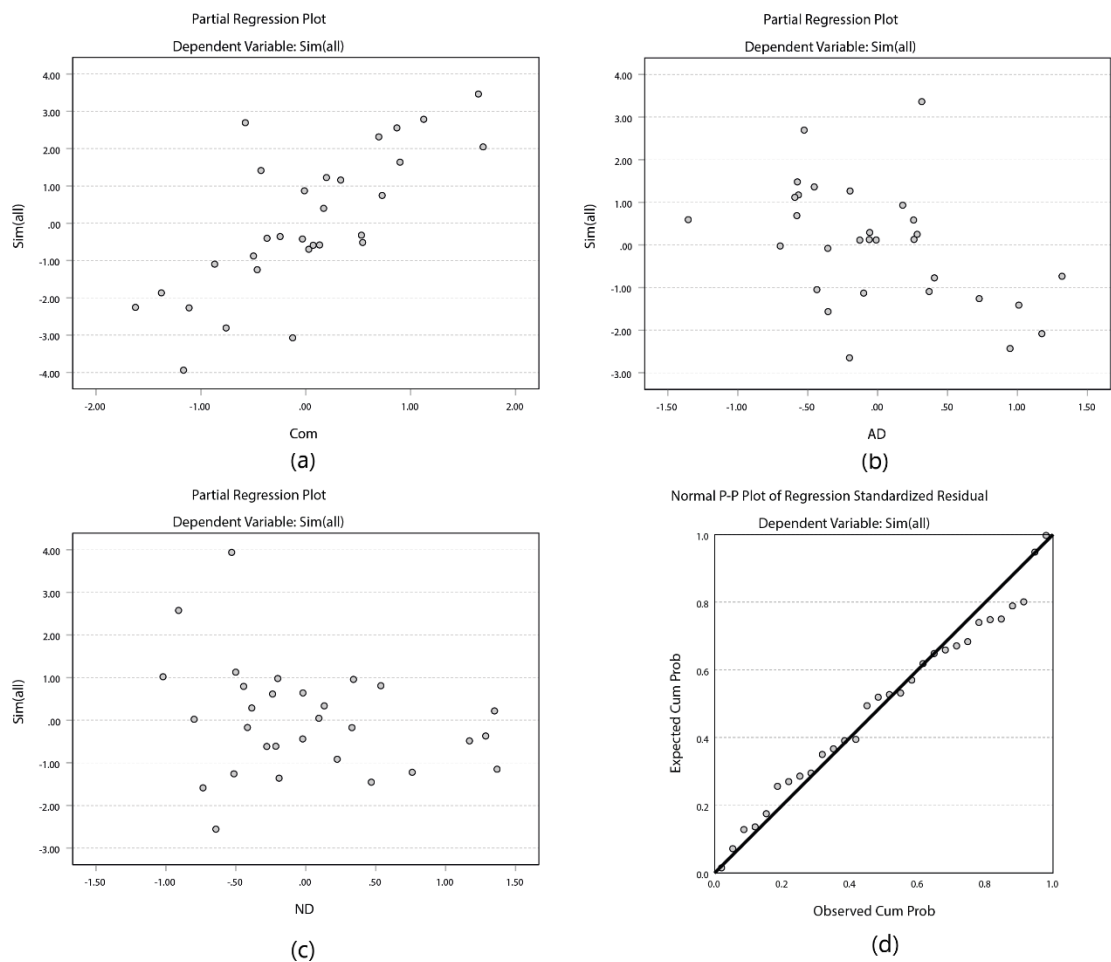 Partial Regression Plot
Dependent Variable: Sim(all)
4.00
3.00
2.00
1.00
.00
-1.00
-2.00
-3.00
-4.00
Sim(all)
-2.00 -1.00 .00 1.00 2.00
Com
(a)
Partial Regression Plot
Dependent Variable: Sim(all)
4.00
3.00
2.00
1.00
.00
-1.00
-2.00
-3.00
Sim(all)
-1.50 -1.00 -.50 .00 .50 1.00 1.50
AD
(b)
Partial Regression Plot
Dependent Variable: Sim(all)
4.00
3.00
2.00
1.00
.00
-1.00
-2.00
-3.00
Sim(all)
-1.50 -1.00 -.50 .00 .50 1.00 1.50
ND
(c)
Normal P-P Plot of Regression Standardized Residual
Dependent Variable: Sim(all)
1.0
0.8
0.6
0.4
0.2
0.0
Expected Cum Prob
0.0 0.2 0.4 0.6 0.8 1.0
Observed Cum Prob
(d)